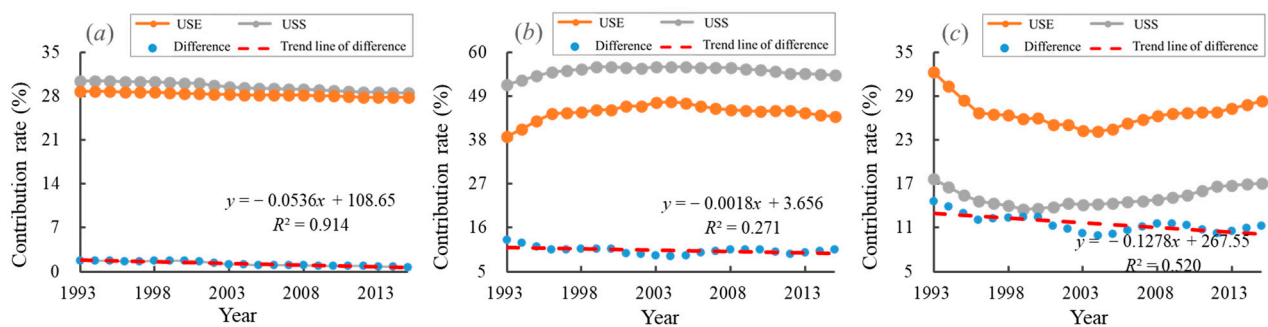 (a)
USE
USS
Difference
Trend line of difference
Contribution rate (%)
35
28
21
14
7
0
y = − 0.0536x + 108.65
R² = 0.914
1993
1998
2003
2008
2013
Year
(b)
USE
USS
Difference
Trend line of difference
Contribution rate (%)
60
49
38
27
16
5
y = − 0.0018x + 3.656
R² = 0.271
1993
1998
2003
2008
2013
Year
(c)
USE
USS
Difference
Trend line of difference
Contribution rate (%)
35
29
23
17
11
5
y = − 0.1278x + 267.55
R² = 0.520
1993
1998
2003
2008
2013
Year